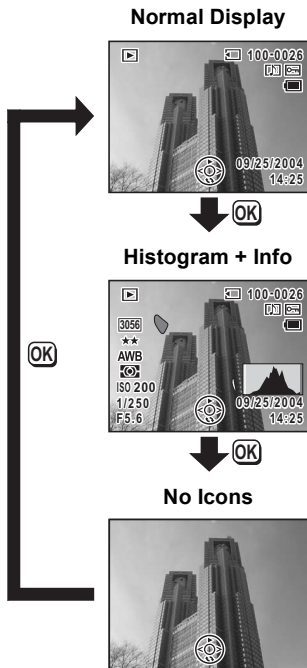 Normal Display
100-0026
09/25/2004
14:25
OK
Histogram + Info
100-0026
3056
★★
AWB
ISO 200
1/250
F5.6
09/25/2004
14:25
OK
OK
No Icons